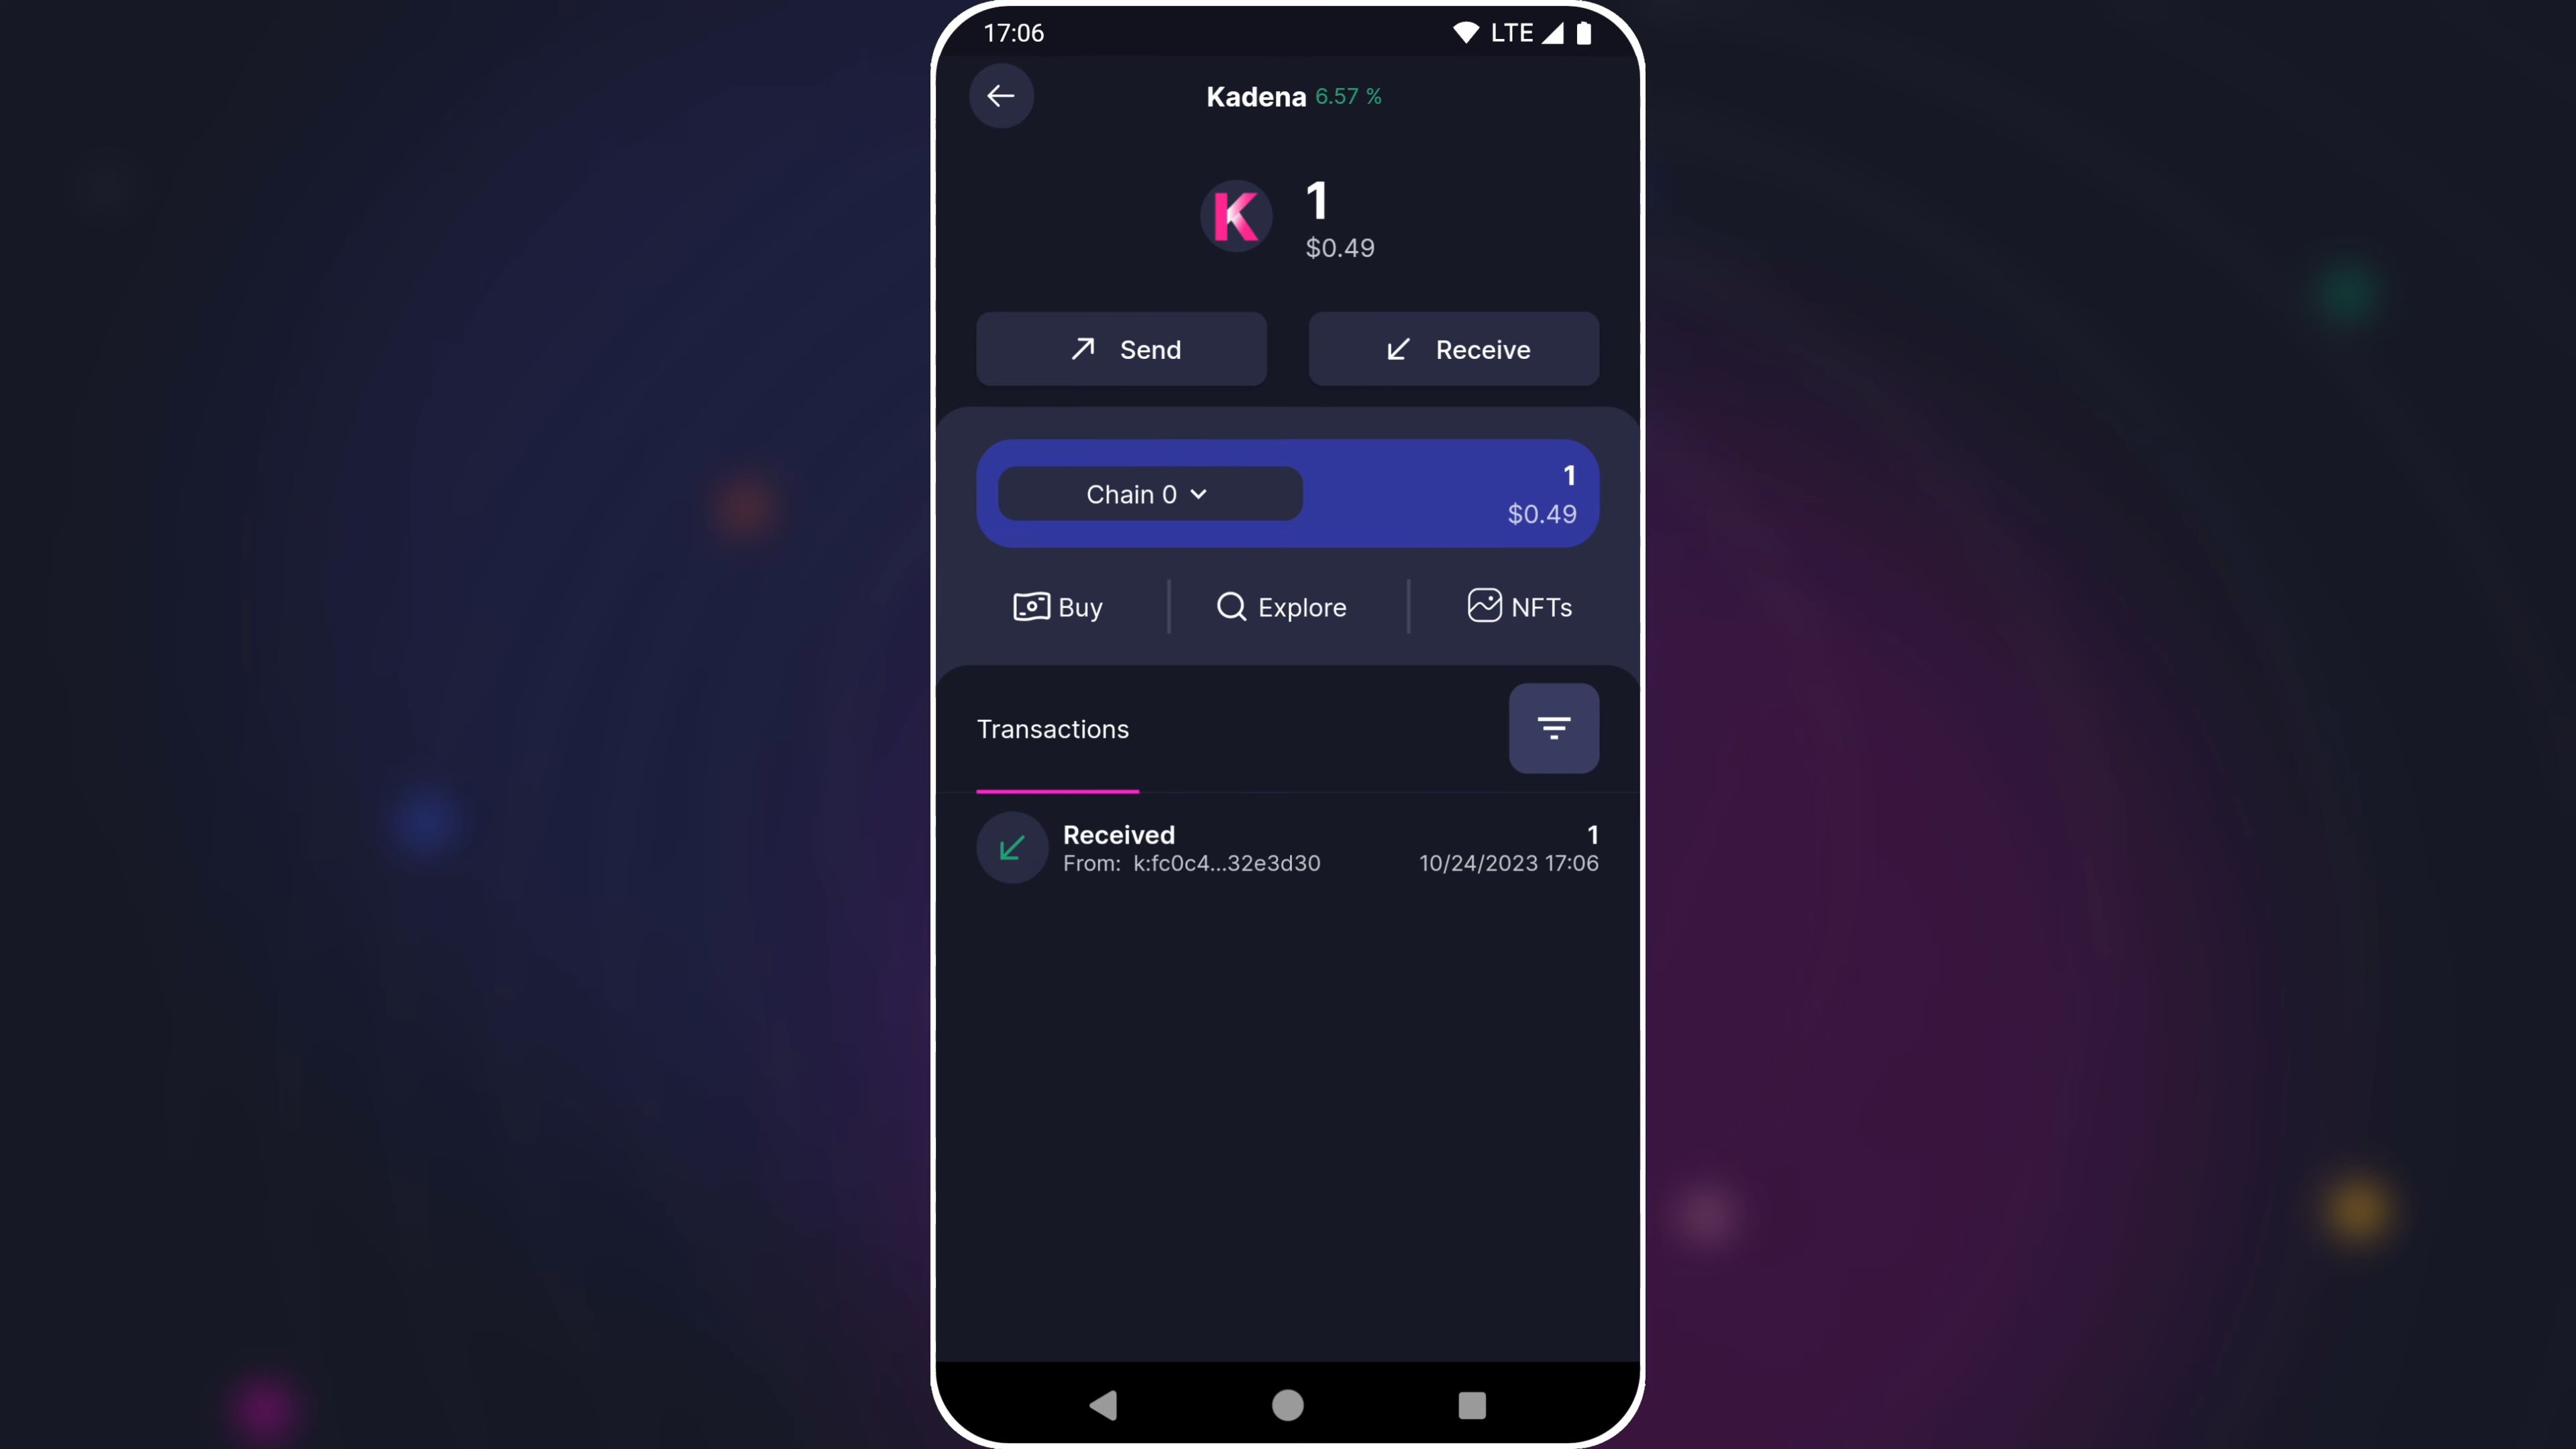 17:06 LTE
Kadena 6.57 %
K
1
$0.49
Send Receive
Chain 0 1
$0.49
Buy Explore NFTs
Transactions
Received 1
From: k:fc0c4...32e3d30 10/24/2023 17:06